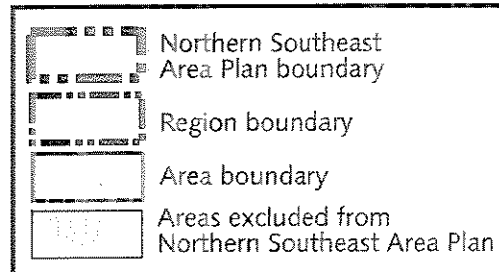 Northern Southeast
Area Plan boundary
Region boundary
Area boundary
Areas excluded from
Northern Southeast Area Plan